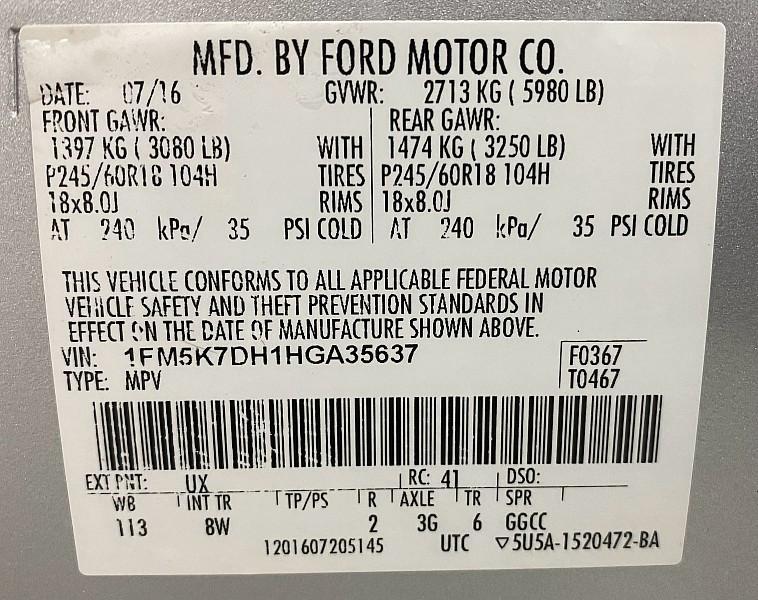 MFD. BY FORD MOTOR CO.
DATE: 07/16 GVWR: 2713 KG ( 5980 LB)
FRONT GAWR: REAR GAWR:
1397 KG ( 3080 LB) WITH 1474 KG ( 3250 LB) WITH
P245/60R18 104H TIRES P245/60R18 104H TIRES
18x8.0J RIMS 18x8.0J RIMS
AT 240 kPa/ 35 PSI COLD AT 240 kPa/ 35 PSI COLD
THIS VEHICLE CONFORMS TO ALL APPLICABLE FEDERAL MOTOR
VEHICLE SAFETY AND THEFT PREVENTION STANDARDS IN
EFFECT ON THE DATE OF MANUFACTURE SHOWN ABOVE.
VIN: 1FM5K7DH1HGA35637 F0367
TYPE: MPV T0467
EXT PNT: UX RC: 41 DSO:
WB INT TR TP/PS R AXLE TR SPR
113 8W 2 3G 6 GGCC
1201607205145 UTC ▽5U5A-1520472-BA